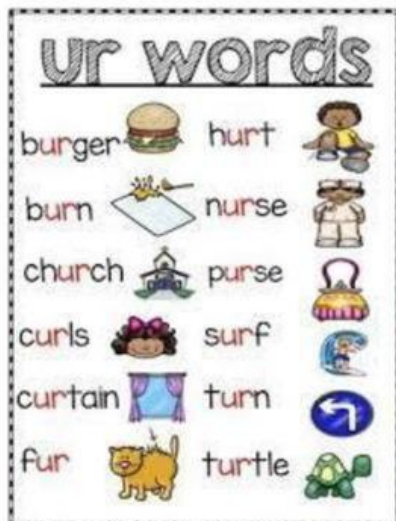 ur words
burger hurt
burn nurse
church purse
curls surf
curtain turn
fur turtle